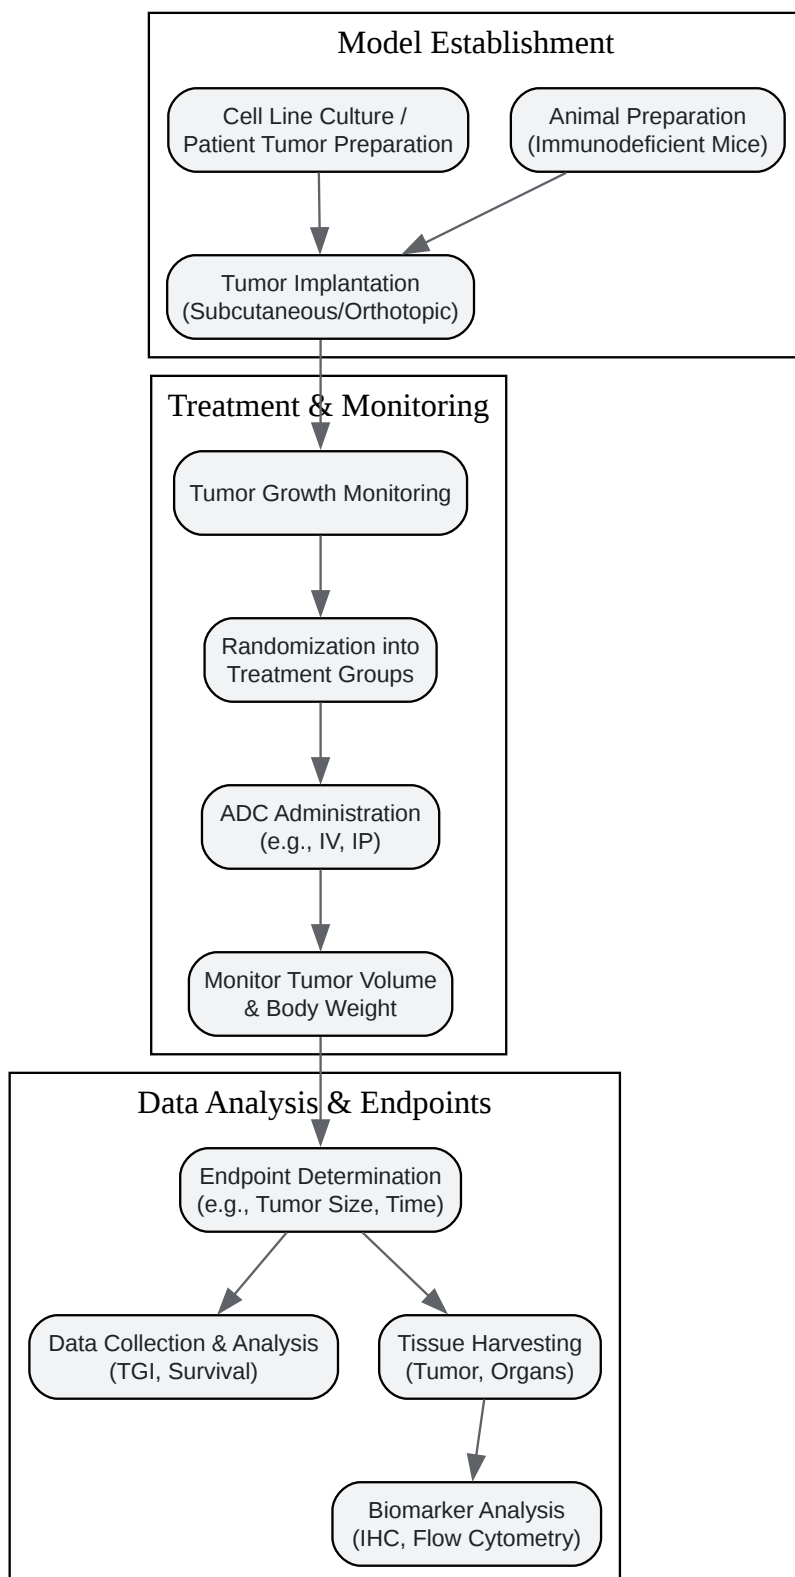 Model Establishment
Cell Line Culture /
Patient Tumor Preparation
Animal Preparation
(Immunodeficient Mice)
Tumor Implantation
(Subcutaneous/Orthotopic)
Treatment & Monitoring
Tumor Growth Monitoring
Randomization into
Treatment Groups
ADC Administration
(e.g., IV, IP)
Monitor Tumor Volume
& Body Weight
Data Analysis & Endpoints
Endpoint Determination
(e.g., Tumor Size, Time)
Data Collection & Analysis
(TGI, Survival)
Tissue Harvesting
(Tumor, Organs)
Biomarker Analysis
(IHC, Flow Cytometry)